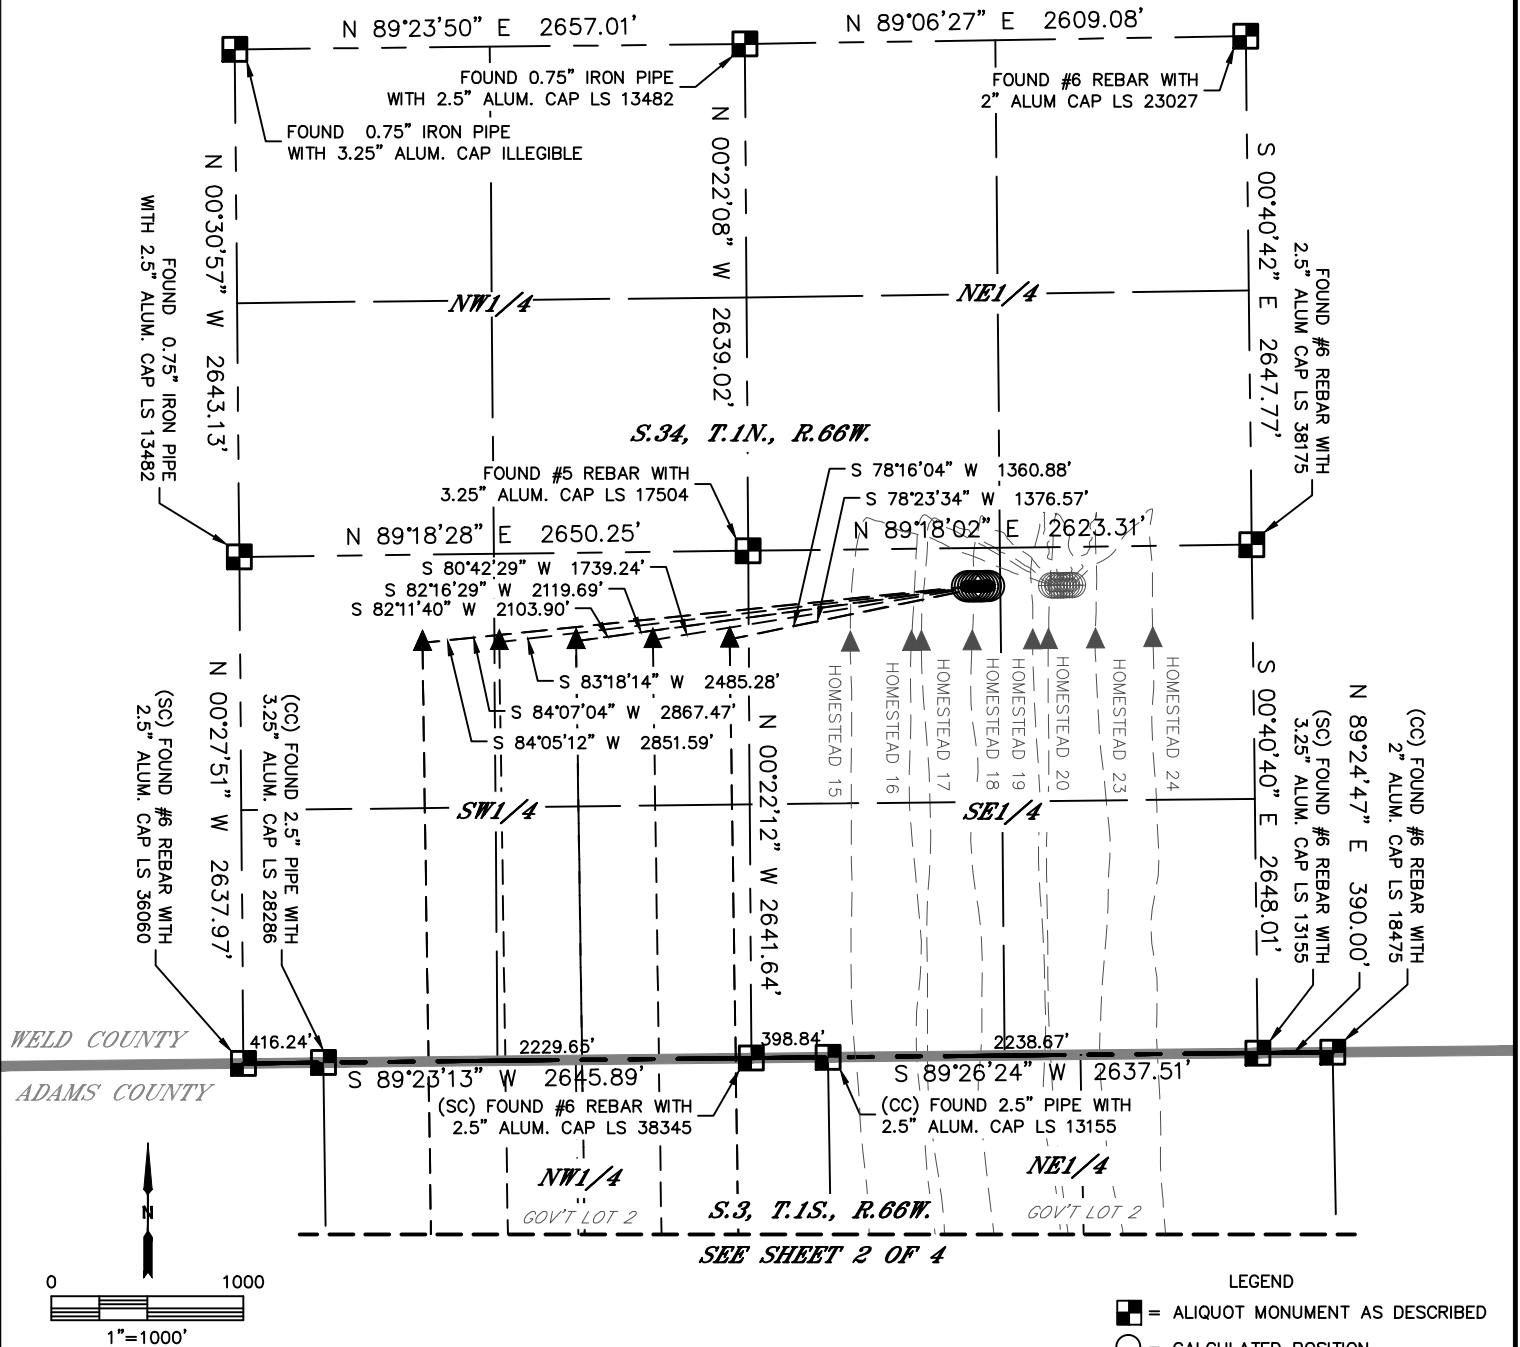 N 89°23'50" E 2657.01'
N 89°06'27" E 2609.08'
FOUND 0.75" IRON PIPE
WITH 2.5" ALUM. CAP LS 13482
FOUND #6 REBAR WITH
2" ALUM CAP LS 23027
FOUND 0.75" IRON PIPE
WITH 3.25" ALUM. CAP ILLEGIBLE
N 00°30'57" W 2643.13'
N 00°22'08" W 2639.02'
S 00°40'42" E 2647.77'
FOUND 0.75" IRON PIPE
WITH 2.5" ALUM. CAP LS 13482
FOUND #6 REBAR WITH
2.5" ALUM CAP LS 38175
NW1/4
NE1/4
S.34, T.1N., R.66W.
FOUND #5 REBAR WITH
3.25" ALUM. CAP LS 17504
S 78°16'04" W 1360.88'
S 78°23'34" W 1376.57'
N 89°18'28" E 2650.25'
N 89°18'02" E 2623.31'
S 80°42'29" W 1739.24'
S 82°16'29" W 2119.69'
S 82°11'40" W 2103.90'
S 83°18'14" W 2485.28'
S 84°07'04" W 2867.47'
S 84°05'12" W 2851.59'
HOMESTEAD 15
HOMESTEAD 16
HOMESTEAD 17
HOMESTEAD 18
HOMESTEAD 19
HOMESTEAD 20
HOMESTEAD 23
HOMESTEAD 24
N 00°27'51" W 2637.97'
N 00°22'12" W 2641.64'
S 00°40'40" E 2648.01'
N 89°24'47" E 390.00'
(SC) FOUND #6 REBAR WITH
2.5" ALUM. CAP LS 36060
(CC) FOUND 2.5" PIPE WITH
3.25" ALUM. CAP LS 28286
(SC) FOUND #6 REBAR WITH
3.25" ALUM. CAP LS 13155
(CC) FOUND #6 REBAR WITH
2" ALUM. CAP LS 18475
SW1/4
SE1/4
WELD COUNTY
ADAMS COUNTY
416.24'
2229.65'
398.84'
2238.67'
S 89°23'13" W 2645.89'
S 89°26'24" W 2637.51'
(SC) FOUND #6 REBAR WITH
2.5" ALUM. CAP LS 38345
(CC) FOUND 2.5" PIPE WITH
2.5" ALUM. CAP LS 13155
NW1/4
NE1/4
S.3, T.1S., R.66W.
GOV'T LOT 2
GOV'T LOT 2
SEE SHEET 2 OF 4
N
0 1000
1"=1000'
LEGEND
= ALIQUOT MONUMENT AS DESCRIBED
= CALCULATED POSITION